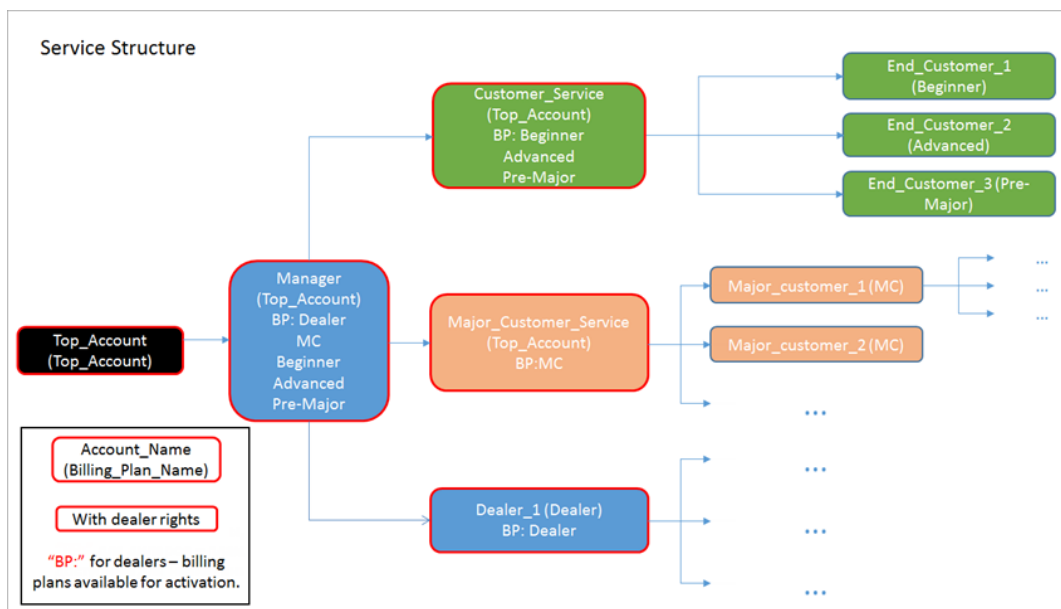 Service Structure
Customer_Service
(Top_Account)
BP: Beginner
Advanced
Pre-Major
End_Customer_1
(Beginner)
End_Customer_2
(Advanced)
End_Customer_3 (Pre-
Major)
Manager
(Top_Account)
BP: Dealer
MC
Beginner
Advanced
Pre-Major
Top_Account
(Top_Account)
Major_Customer_Service
(Top_Account)
BP:MC
Major_customer_1 (MC)
Major_customer_2 (MC)
...
...
...
...
Dealer_1 (Dealer)
BP: Dealer
...
...
...
Account_Name
(Billing_Plan_Name)
With dealer rights
“BP:” for dealers – billing
plans available for activation.